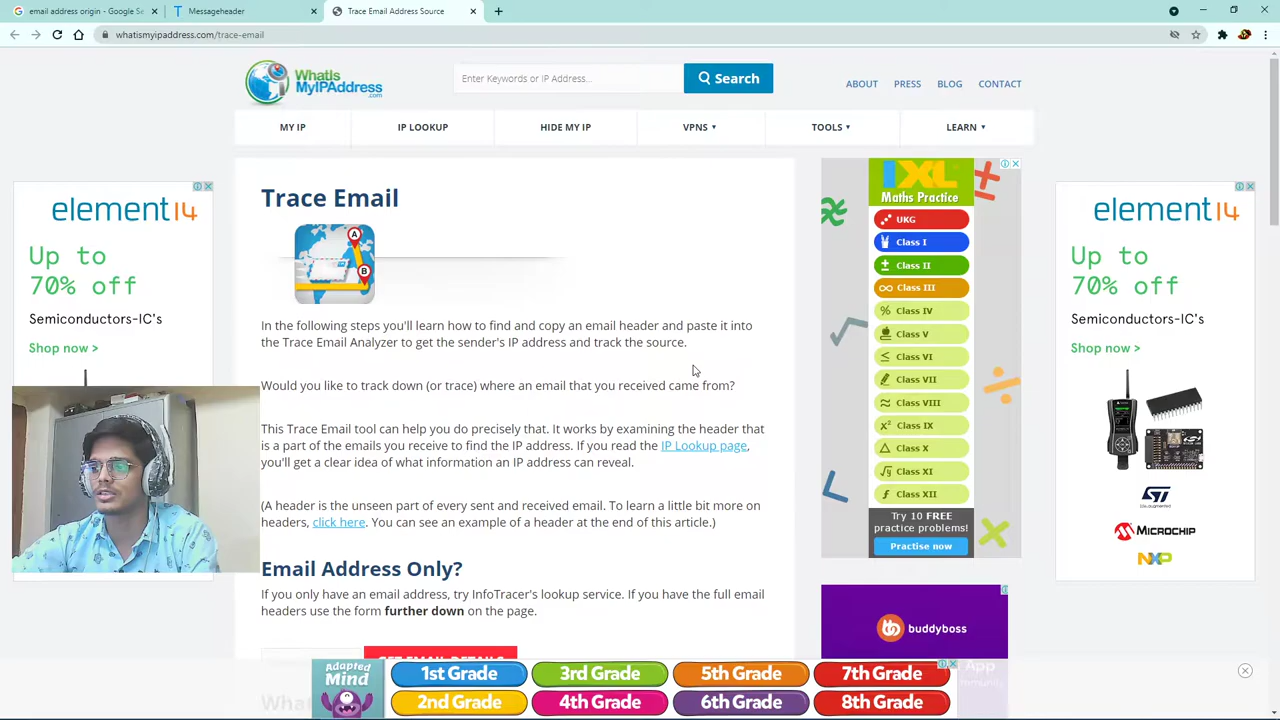 email address origin - Google Se
Messageheader
Trace Email Address Source
whatismyipaddress.com/trace-email
WhatIs
MyIPAddress
.com
Enter Keywords or IP Address...
Search
ABOUT
PRESS
BLOG
CONTACT
MY IP
IP LOOKUP
HIDE MY IP
VPNS
TOOLS
LEARN
element14
Up to
70% off
Semiconductors-IC's
Shop now >
Trace Email
A
B
In the following steps you'll learn how to find and copy an email header and paste it into
the Trace Email Analyzer to get the sender's IP address and track the source.
Would you like to track down (or trace) where an email that you received came from?
This Trace Email tool can help you do precisely that. It works by examining the header that
is a part of the emails you receive to find the IP address. If you read the IP Lookup page,
you'll get a clear idea of what information an IP address can reveal.
(A header is the unseen part of every sent and received email. To learn a little bit more on
headers, click here. You can see an example of a header at the end of this article.)
Email Address Only?
If you only have an email address, try InfoTracer's lookup service. If you have the full email
headers use the form further down on the page.
GET EMAIL DETAILS
Wha
IXL
Maths Practice
UKG
Class I
Class II
Class III
Class IV
Class V
Class VI
Class VII
Class VIII
Class IX
Class X
Class XI
Class XII
Try 10 FREE
practice problems!
Practise now
buddyboss
App
element14
Up to
70% off
Semiconductors-IC's
Shop now >
ST
MICROCHIP
NXP
Adapted
Mind
1st Grade
3rd Grade
5th Grade
7th Grade
2nd Grade
4th Grade
6th Grade
8th Grade